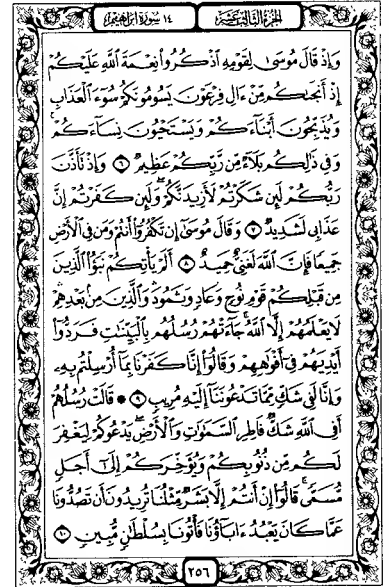 الجزء الثالث عشر
١٤ سورة إبراهيم
وَإِذْ قَالَ مُوسَىٰ لِقَوْمِهِ ٱذْكُرُوا۟ نِعْمَةَ ٱللَّهِ عَلَيْكُمْ
إِذْ أَنجَىٰكُم مِّنْ ءَالِ فِرْعَوْنَ يَسُومُونَكُمْ سُوٓءَ ٱلْعَذَابِ
وَيُذَبِّحُونَ أَبْنَآءَكُمْ وَيَسْتَحْيُونَ نِسَآءَكُمْ ۚ
وَفِى ذَٰلِكُم بَلَآءٌ مِّن رَّبِّكُمْ عَظِيمٌ ٦ وَإِذْ تَأَذَّنَ
رَبُّكُمْ لَئِن شَكَرْتُمْ لَأَزِيدَنَّكُمْ ۖ وَلَئِن كَفَرْتُمْ إِنَّ
عَذَابِى لَشَدِيدٌ ٧ وَقَالَ مُوسَىٰٓ إِن تَكْفُرُوٓا۟ أَنتُمْ وَمَن فِى ٱلْأَرْضِ
جَمِيعًا فَإِنَّ ٱللَّهَ لَغَنِىٌّ حَمِيدٌ ٨ أَلَمْ يَأْتِكُمْ نَبَؤُا۟ ٱلَّذِينَ
مِن قَبْلِكُمْ قَوْمِ نُوحٍ وَعَادٍ وَثَمُودَ ۛ وَٱلَّذِينَ مِنۢ بَعْدِهِمْ ۛ
لَا يَعْلَمُهُمْ إِلَّا ٱللَّهُ ۚ جَآءَتْهُمْ رُسُلُهُم بِٱلْبَيِّنَٰتِ فَرَدُّوٓا۟
أَيْدِيَهُمْ فِىٓ أَفْوَٰهِهِمْ وَقَالُوٓا۟ إِنَّا كَفَرْنَا بِمَآ أُرْسِلْتُم بِهِۦ
وَإِنَّا لَفِى شَكٍّ مِّمَّا تَدْعُونَنَآ إِلَيْهِ مُرِيبٍ ٩ ۞ قَالَتْ رُسُلُهُمْ
أَفِى ٱللَّهِ شَكٌّ فَاطِرِ ٱلسَّمَٰوَٰتِ وَٱلْأَرْضِ ۖ يَدْعُوكُمْ لِيَغْفِرَ
لَكُم مِّن ذُنُوبِكُمْ وَيُؤَخِّرَكُمْ إِلَىٰٓ أَجَلٍ
مُّسَمًّى ۚ قَالُوٓا۟ إِنْ أَنتُمْ إِلَّا بَشَرٌ مِّثْلُنَا تُرِيدُونَ أَن تَصُدُّونَا
عَمَّا كَانَ يَعْبُدُ ءَابَآؤُنَا فَأْتُونَا بِسُلْطَٰنٍ مُّبِينٍ ١٠
٢٥٦